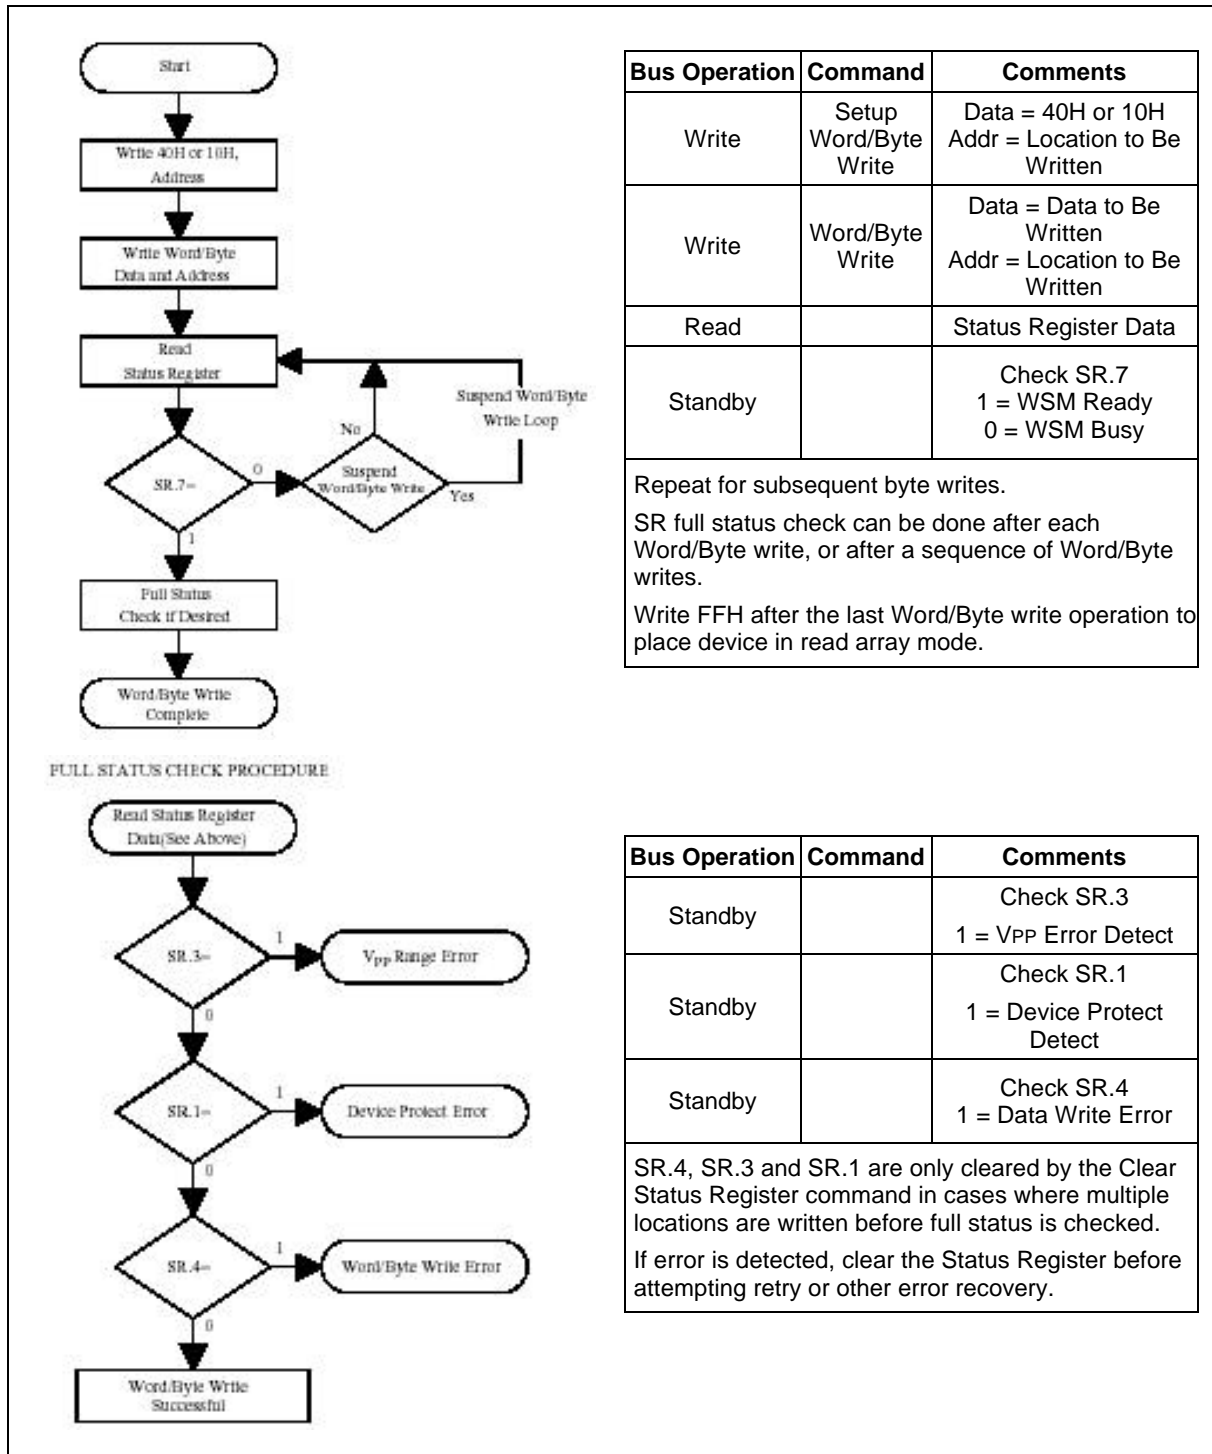 Start
Write 40H or 10H,
Address
Write Word/Byte
Data and Address
Read
Status Register
Suspend Word/Byte
Write Loop
No
SR.7=
0
Suspend
Word/Byte Write
Yes
1
Full Status
Check if Desired
Word/Byte Write
Complete
Bus Operation Command Comments
Write
Setup
Word/Byte
Write
Data = 40H or 10H
Addr = Location to Be
Written
Write
Word/Byte
Write
Data = Data to Be
Written
Addr = Location to Be
Written
Read Status Register Data
Standby
Check SR.7
1 = WSM Ready
0 = WSM Busy
Repeat for subsequent byte writes.
SR full status check can be done after each
Word/Byte write, or after a sequence of Word/Byte
writes.
Write FFH after the last Word/Byte write operation to
place device in read array mode.
FULL STATUS CHECK PROCEDURE
Read Status Register
Data(See Above)
SR.3=
1
VPP Range Error
0
SR.1=
1
Device Protect Error
0
SR.4=
1
Word/Byte Write Error
0
Word/Byte Write
Successful
Bus Operation Command Comments
Standby
Check SR.3
1 = VPP Error Detect
Standby
Check SR.1
1 = Device Protect
Detect
Standby
Check SR.4
1 = Data Write Error
SR.4, SR.3 and SR.1 are only cleared by the Clear
Status Register command in cases where multiple
locations are written before full status is checked.
If error is detected, clear the Status Register before
attempting retry or other error recovery.